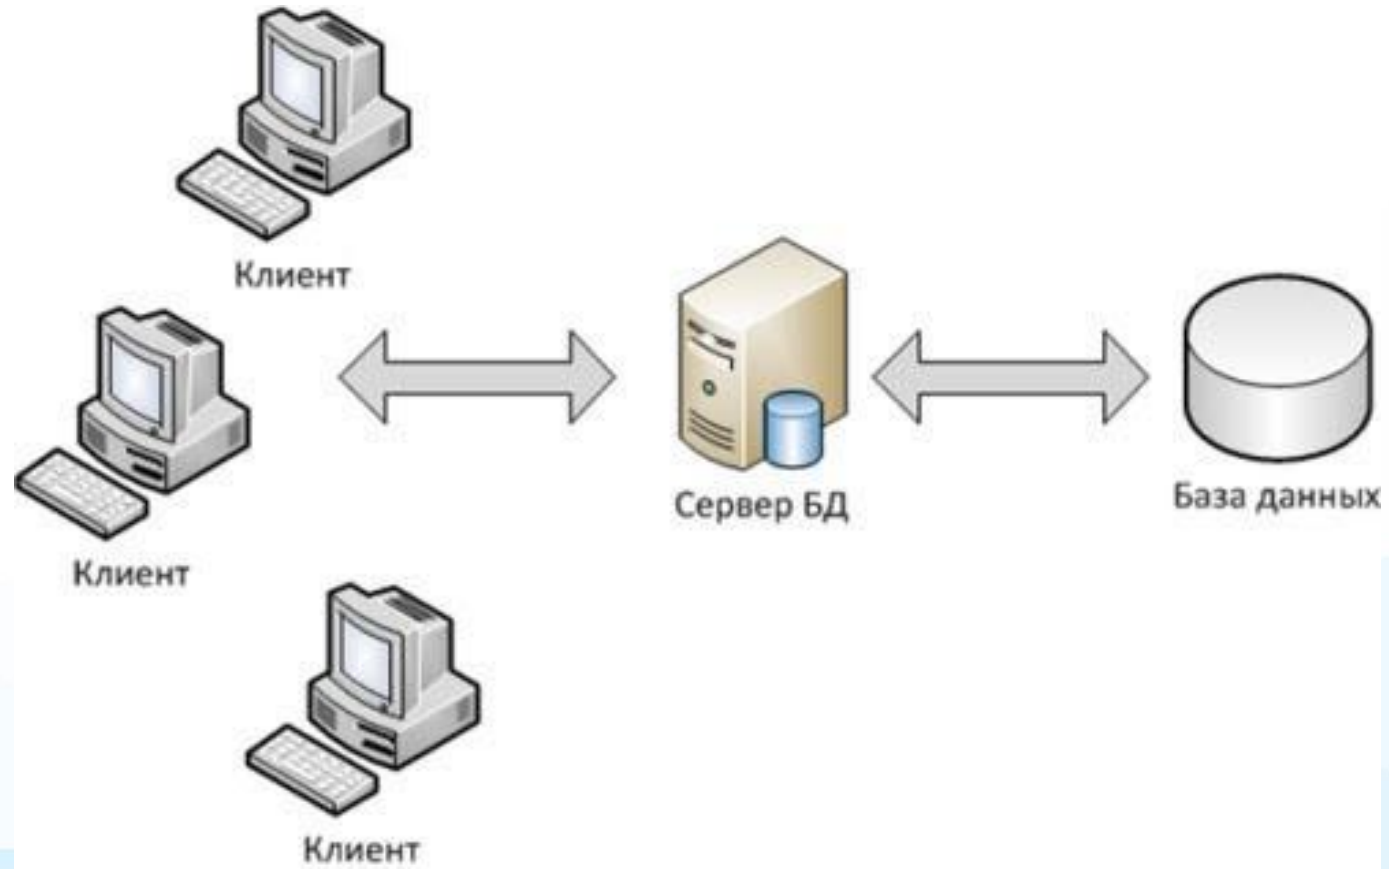 Клиент
Клиент
Сервер БД
База данных
Клиент